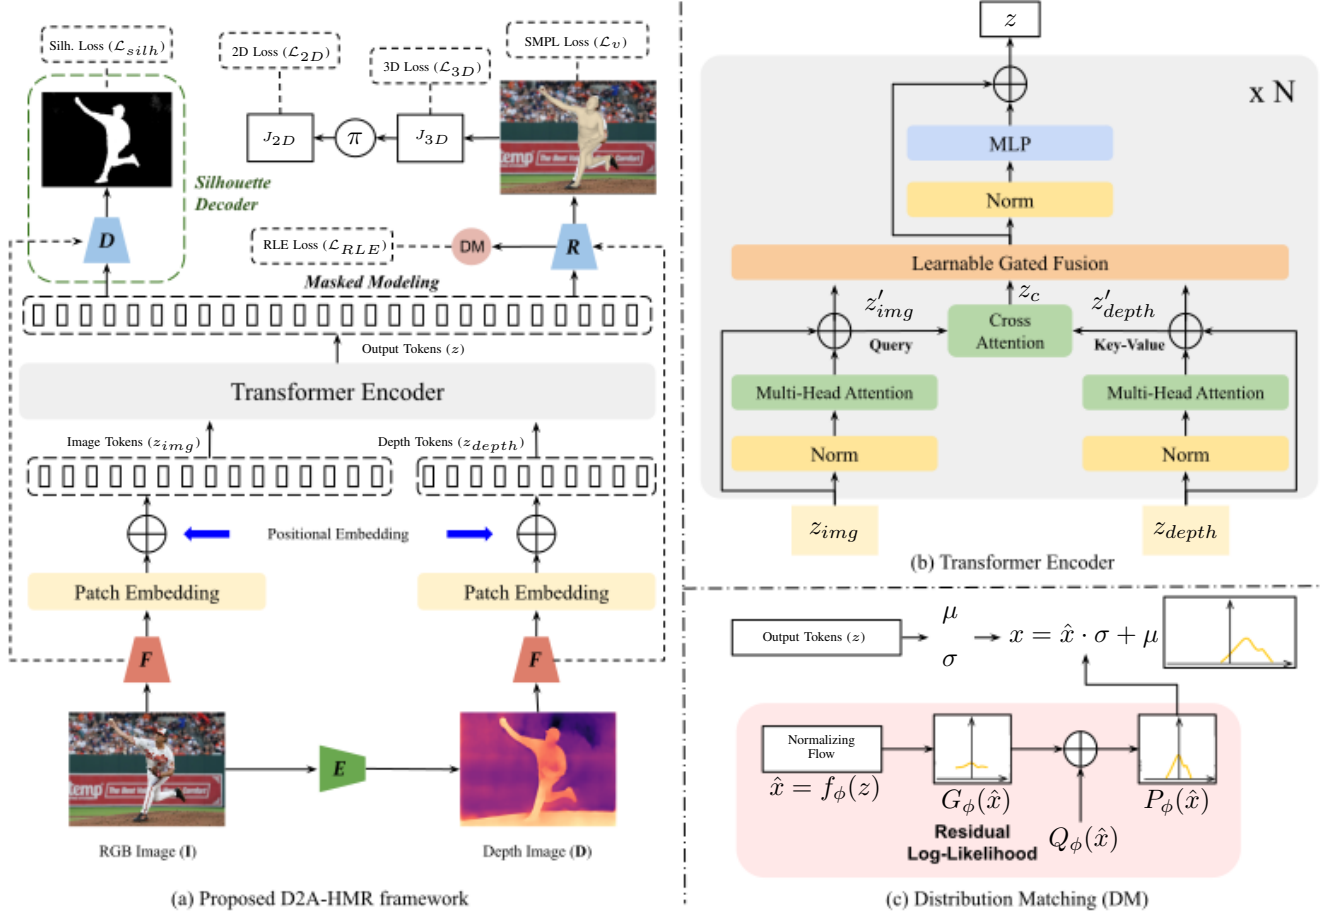 Silh. Loss (ℒ_silh)
2D Loss (ℒ_2D)
3D Loss (ℒ_3D)
SMPL Loss (ℒ_v)
J_2D
π
J_3D
Silhouette
Decoder
D
RLE Loss (ℒ_RLE)
DM
R
Masked Modeling
Output Tokens (z)
Transformer Encoder
Image Tokens (z_img)
Depth Tokens (z_depth)
Positional Embedding
Patch Embedding
Patch Embedding
F
F
E
RGB Image (I)
Depth Image (D)
(a) Proposed D2A-HMR framework
z
x N
MLP
Norm
Learnable Gated Fusion
z′_img
z_c
z′_depth
Cross
Attention
Query
Key-Value
Multi-Head Attention
Multi-Head Attention
Norm
Norm
z_img
z_depth
(b) Transformer Encoder
Output Tokens (z)
μ
σ
x = x̂ · σ + μ
Normalizing
Flow
x̂ = f_ϕ(z)
G_ϕ(x̂)
P_ϕ(x̂)
Q_ϕ(x̂)
Residual
Log-Likelihood
(c) Distribution Matching (DM)